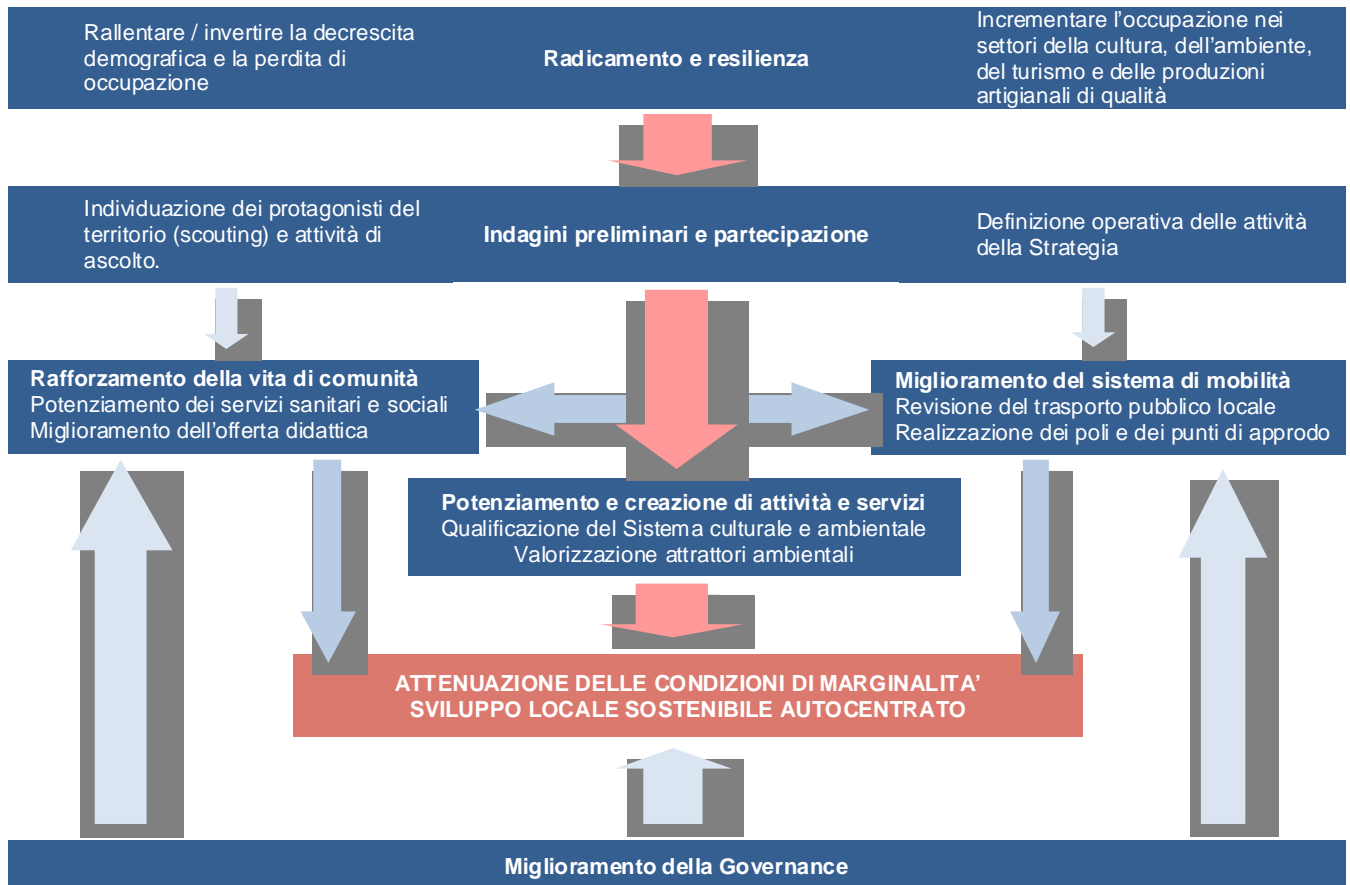 Rallentare / invertire la decrescita
demografica e la perdita di
occupazione
Radicamento e resilienza
Incrementare l'occupazione nei
settori della cultura, dell'ambiente,
del turismo e delle produzioni
artigianali di qualità
Individuazione dei protagonisti del
territorio (scouting) e attività di
ascolto.
Indagini preliminari e partecipazione
Definizione operativa delle attività
della Strategia
Rafforzamento della vita di comunità
Potenziamento dei servizi sanitari e sociali
Miglioramento dell'offerta didattica
Miglioramento del sistema di mobilità
Revisione del trasporto pubblico locale
Realizzazione dei poli e dei punti di approdo
Potenziamento e creazione di attività e servizi
Qualificazione del Sistema culturale e ambientale
Valorizzazione attrattori ambientali
ATTENUAZIONE DELLE CONDIZIONI DI MARGINALITA'
SVILUPPO LOCALE SOSTENIBILE AUTOCENTRATO
Miglioramento della Governance